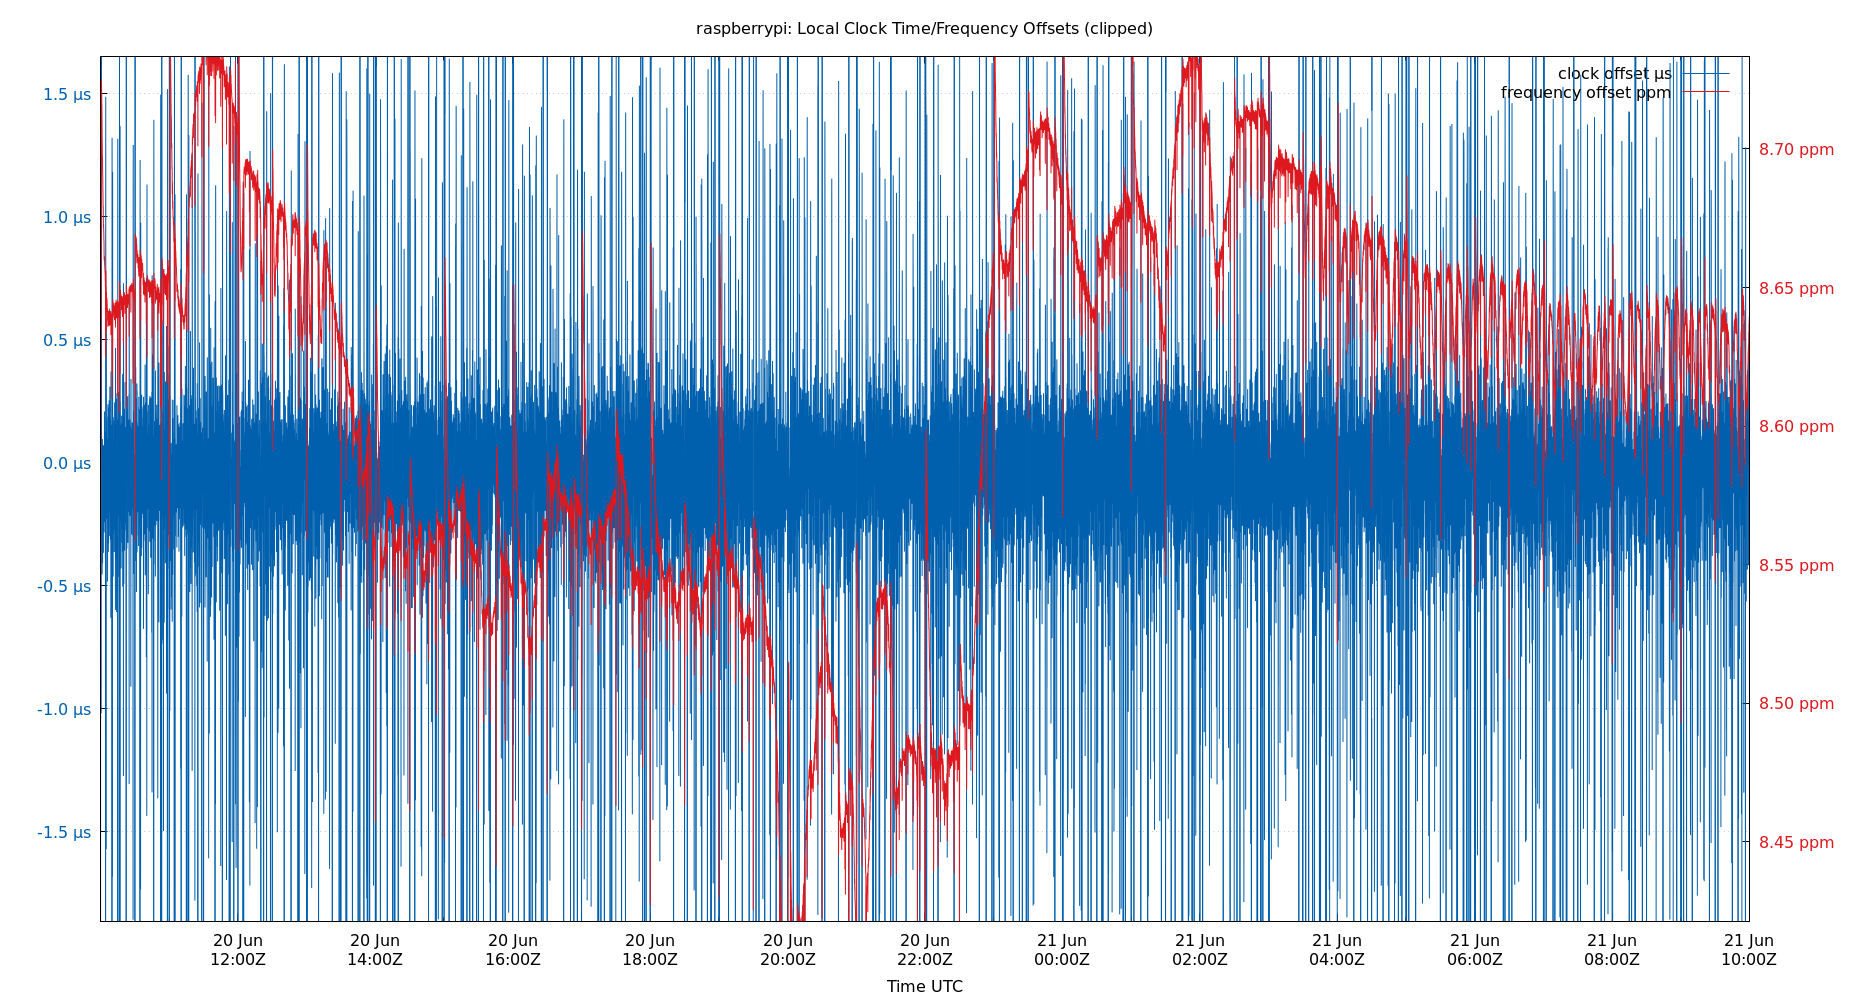 raspberrypi: Local Clock Time/Frequency Offsets (clipped)
clock offset µs
frequency offset ppm
1.5 µs
1.0 µs
0.5 µs
0.0 µs
-0.5 µs
-1.0 µs
-1.5 µs
8.70 ppm
8.65 ppm
8.60 ppm
8.55 ppm
8.50 ppm
8.45 ppm
20 Jun 20 Jun 20 Jun 20 Jun 20 Jun 20 Jun 21 Jun 21 Jun 21 Jun 21 Jun 21 Jun 21 Jun
12:00Z 14:00Z 16:00Z 18:00Z 20:00Z 22:00Z 00:00Z 02:00Z 04:00Z 06:00Z 08:00Z 10:00Z
Time UTC